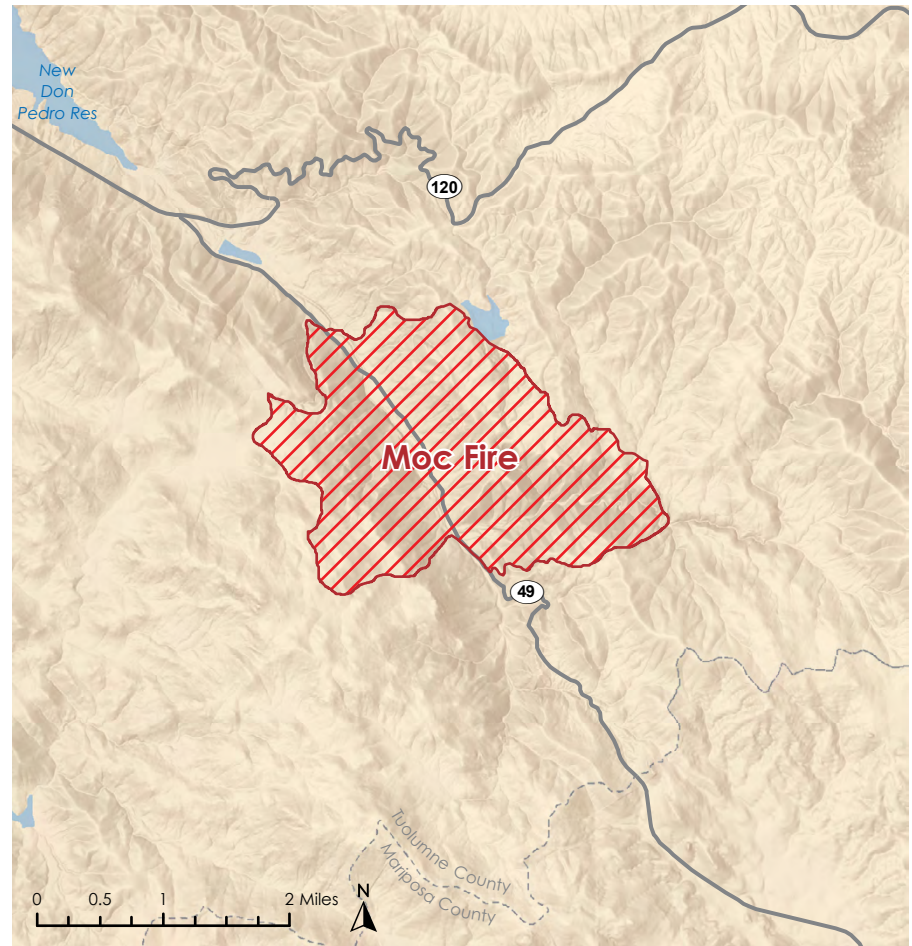 New
Don
Pedro Res
120
Moc Fire
49
Tuolumne County
Mariposa County
0 0.5 1 2 Miles
N